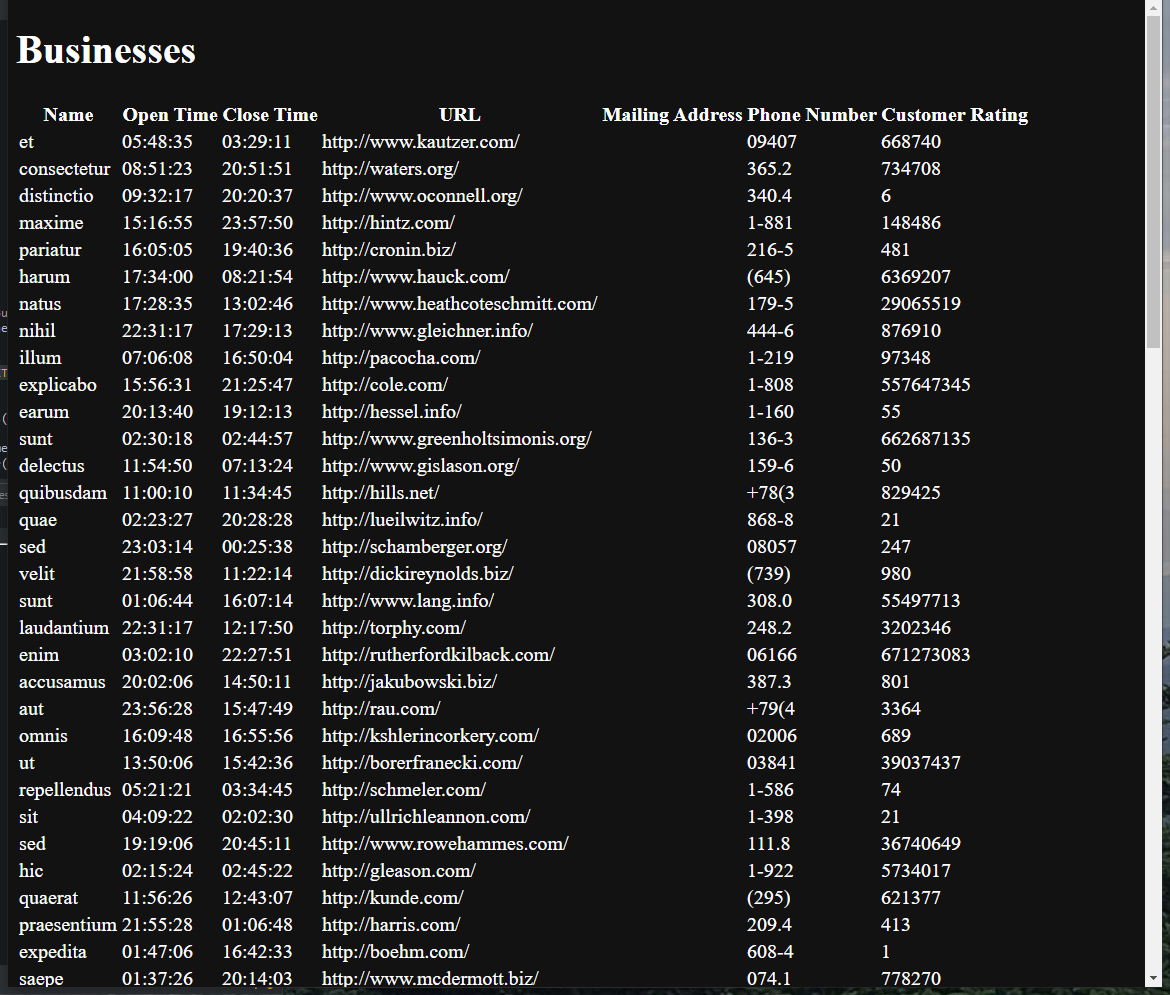 Businesses
Name Open Time Close Time URL Mailing Address Phone Number Customer Rating
et 05:48:35 03:29:11 http://www.kautzer.com/ 09407 668740
consectetur 08:51:23 20:51:51 http://waters.org/ 365.2 734708
distinctio 09:32:17 20:20:37 http://www.oconnell.org/ 340.4 6
maxime 15:16:55 23:57:50 http://hintz.com/ 1-881 148486
pariatur 16:05:05 19:40:36 http://cronin.biz/ 216-5 481
harum 17:34:00 08:21:54 http://www.hauck.com/ (645) 6369207
natus 17:28:35 13:02:46 http://www.heathcoteschmitt.com/ 179-5 29065519
nihil 22:31:17 17:29:13 http://www.gleichner.info/ 444-6 876910
illum 07:06:08 16:50:04 http://pacocha.com/ 1-219 97348
explicabo 15:56:31 21:25:47 http://cole.com/ 1-808 557647345
earum 20:13:40 19:12:13 http://hessel.info/ 1-160 55
sunt 02:30:18 02:44:57 http://www.greenholtsimonis.org/ 136-3 662687135
delectus 11:54:50 07:13:24 http://www.gislason.org/ 159-6 50
quibusdam 11:00:10 11:34:45 http://hills.net/ +78(3 829425
quae 02:23:27 20:28:28 http://lueilwitz.info/ 868-8 21
sed 23:03:14 00:25:38 http://schamberger.org/ 08057 247
velit 21:58:58 11:22:14 http://dickireynolds.biz/ (739) 980
sunt 01:06:44 16:07:14 http://www.lang.info/ 308.0 55497713
laudantium 22:31:17 12:17:50 http://torphy.com/ 248.2 3202346
enim 03:02:10 22:27:51 http://rutherfordkilback.com/ 06166 671273083
accusamus 20:02:06 14:50:11 http://jakubowski.biz/ 387.3 801
aut 23:56:28 15:47:49 http://rau.com/ +79(4 3364
omnis 16:09:48 16:55:56 http://kshlerincorkery.com/ 02006 689
ut 13:50:06 15:42:36 http://borerfranecki.com/ 03841 39037437
repellendus 05:21:21 03:34:45 http://schmeler.com/ 1-586 74
sit 04:09:22 02:02:30 http://ullrichleannon.com/ 1-398 21
sed 19:19:06 20:45:11 http://www.rowehammes.com/ 111.8 36740649
hic 02:15:24 02:45:22 http://gleason.com/ 1-922 5734017
quaerat 11:56:26 12:43:07 http://kunde.com/ (295) 621377
praesentium 21:55:28 01:06:48 http://harris.com/ 209.4 413
expedita 01:47:06 16:42:33 http://boehm.com/ 608-4 1
saepe 01:37:26 20:14:03 http://www.mcdermott.biz/ 074.1 778270